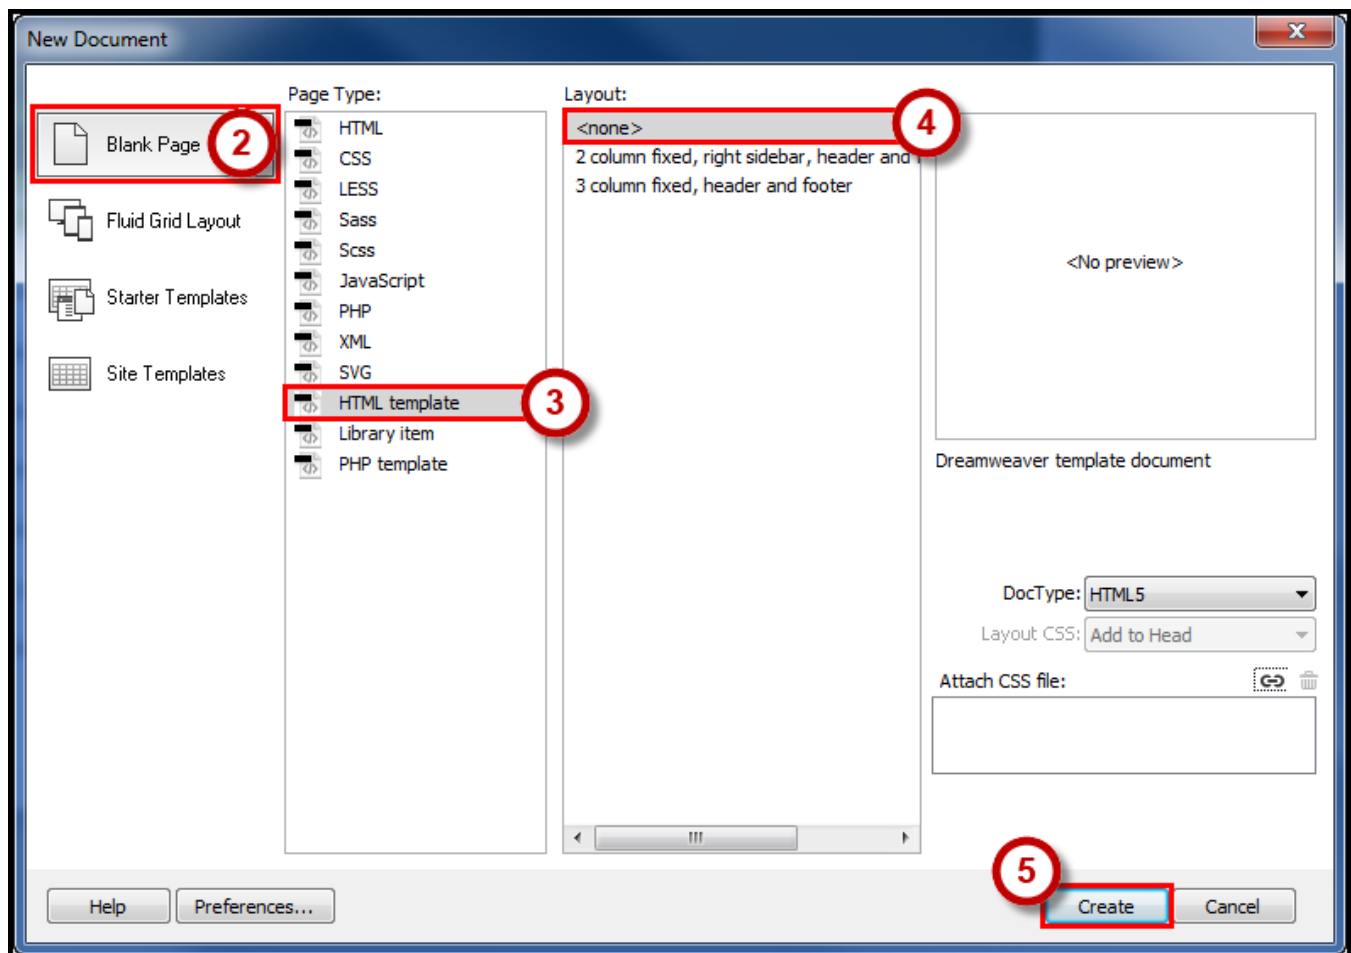 New Document
X
Page Type:
Layout:
Blank Page
2
Fluid Grid Layout
Starter Templates
Site Templates
HTML
CSS
LESS
Sass
Scss
JavaScript
PHP
XML
SVG
HTML template
3
Library item
PHP template
<none>
4
2 column fixed, right sidebar, header and
3 column fixed, header and footer
<No preview>
Dreamweaver template document
DocType: HTML5
Layout CSS: Add to Head
Attach CSS file:
5
Help
Preferences...
Create
Cancel